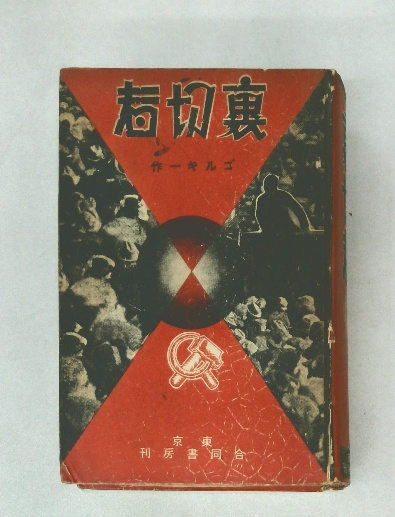 裏切者
ゴルキー作
東京
合同書房刊